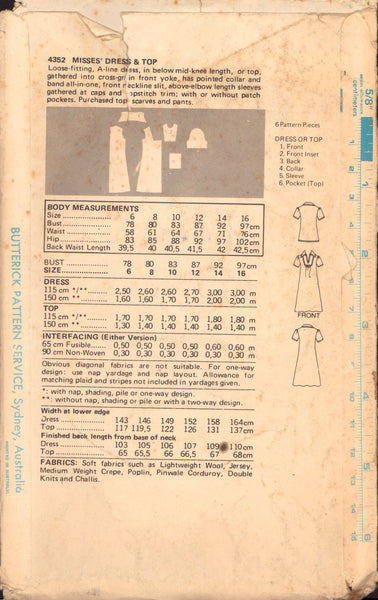 4352 MISSES' DRESS & TOP
Loose-fitting, A-line dress, in below mid-knee length, or top,
gathered into cross-grain front yoke, has pointed collar and
band all-in-one, front neckline slit, above-elbow length sleeves
gathered at caps and topstitch trim; with or without patch
pockets. Purchased top scarves and pants.
6 Pattern Pieces
DRESS OR TOP
1. Front
2. Front Inset
3. Back
4. Collar
5. Sleeve
6. Pocket (Top)
BODY MEASUREMENTS
Size 6 8 10 12 14 16
Bust 78 80 83 87 92 97cm
Waist 58 61 64 67 71 76cm
Hip 83 85 88 92 97 102cm
Back Waist Length 39,5 40 40,5 41,5 42 42,5cm
BUST 78 80 83 87 92 97cm
SIZE 6 8 10 12 14 16
DRESS
115 cm */** 2,50 2,60 2,60 2,70 3,00 3,00 m
150 cm ** 1,60 1,60 1,70 1,70 2,00 2,00 m
TOP
115 cm */** 1,70 1,70 1,70 1,70 1,80 1,80 m
150 cm ** 1,30 1,40 1,40 1,40 1,40 1,40 m
INTERFACING (Either Version)
65 cm Fusible 0,50 0,50 0,50 0,50 0,60 0,60 m
90 cm Non-Woven 0,30 0,30 0,30 0,30 0,30 0,30 m
Obvious diagonal fabrics are not suitable. For one-way
design: use nap yardage and nap layout. Allowance for
matching plaid and stripes not included in yardages given.
*: with nap, shading, pile or one-way design.
**: without nap, shading or pile or with a two-way design.
Width at lower edge
Dress 143 146 149 152 158 164cm
Top 117 119,5 122 126 131 137cm
Finished back length from base of neck
Dress 103 105 106 107 109 110cm
Top 65 65,5 66 66,5 67 68cm
FABRICS: Soft fabrics such as Lightweight Wool, Jersey,
Medium Weight Crepe, Poplin, Pinwale Corduroy, Double
Knits and Challis.
FRONT
BUTTERICK PATTERN SERVICE, Sydney, Australia
PRINTED IN AUSTRALIA
5/8"
centimeters
1
2
3
4
5
6